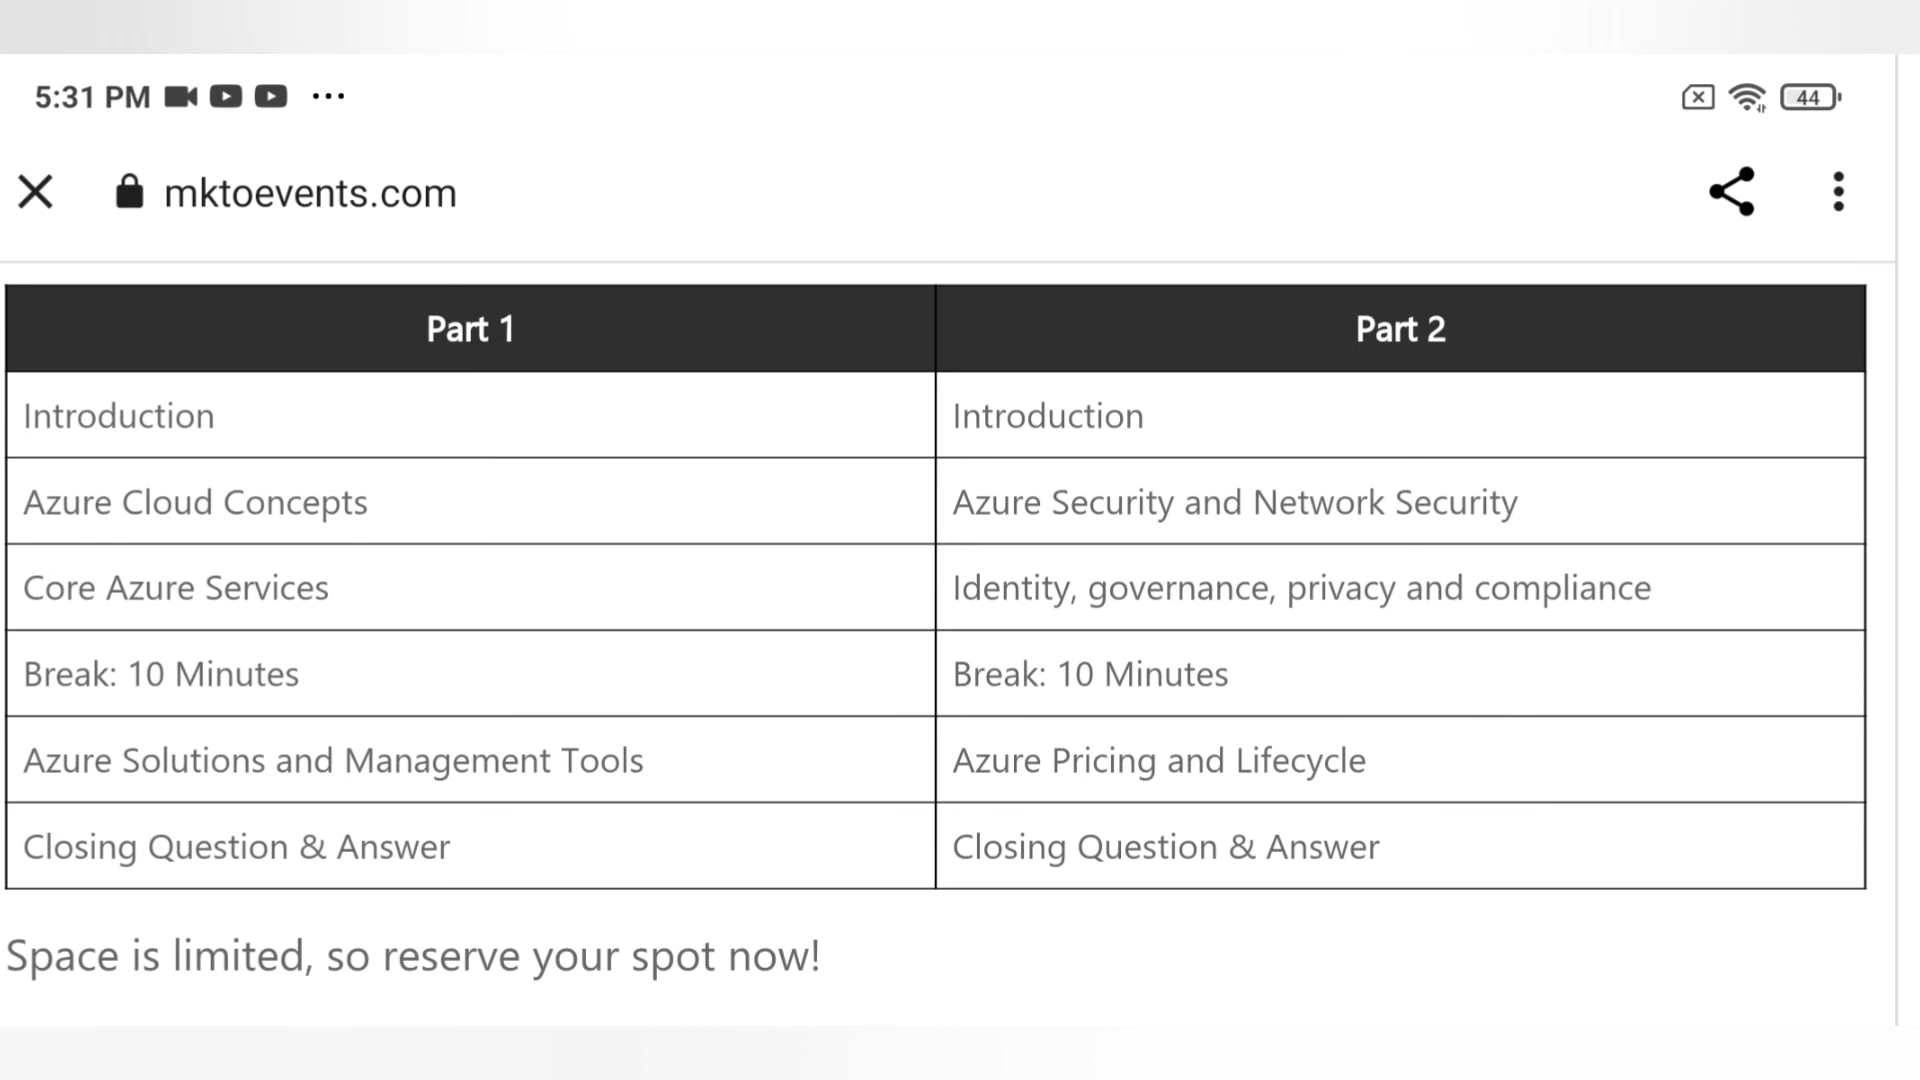 5:31 PM
44
mktoevents.com
Part 1
Part 2
Introduction
Introduction
Azure Cloud Concepts
Azure Security and Network Security
Core Azure Services
Identity, governance, privacy and compliance
Break: 10 Minutes
Break: 10 Minutes
Azure Solutions and Management Tools
Azure Pricing and Lifecycle
Closing Question & Answer
Closing Question & Answer
Space is limited, so reserve your spot now!